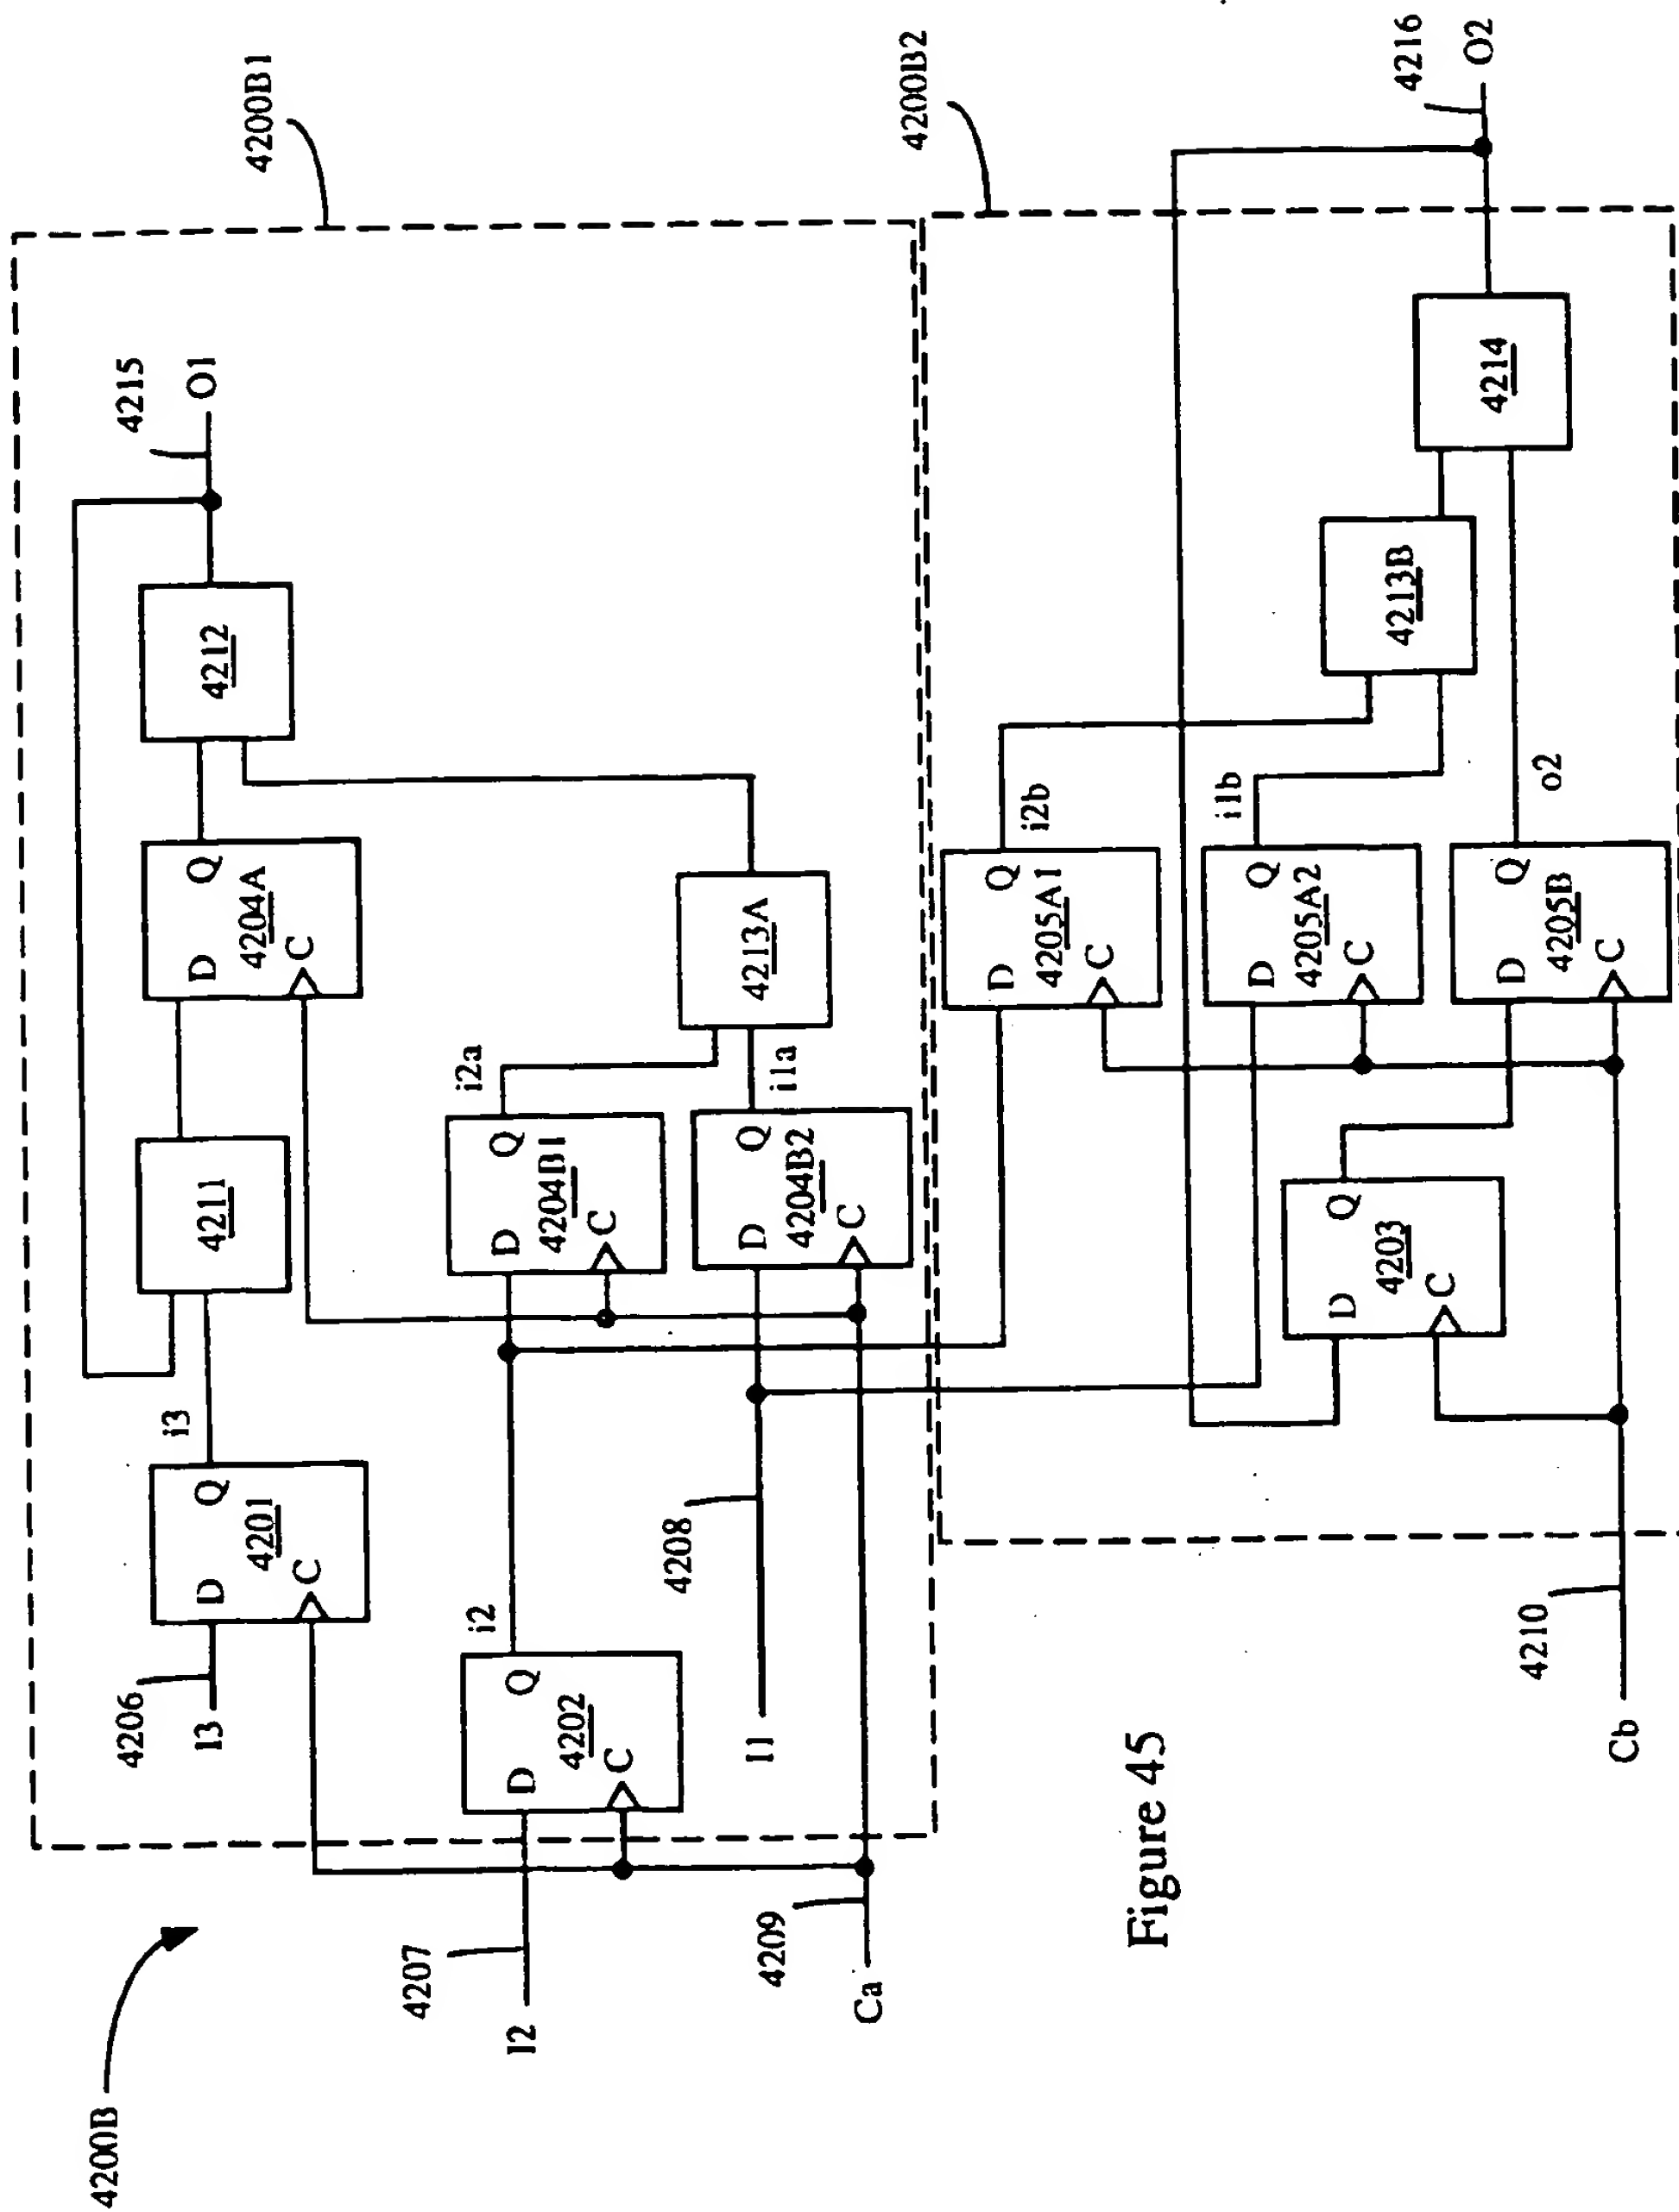 4200B
4200B1
4200B2
4206
I3
D
Q
4201
C
i3
4211
D
Q
4204A
C
4212
4215
O1
4207
I2
D
Q
4202
C
i2
D
Q
4204B1
C
i2a
4208
I1
D
Q
4204B2
C
i1a
4213A
4209
Ca
D
Q
4205A1
C
i2b
D
Q
4205A2
C
i1b
4213B
D
Q
4203
C
D
Q
4205B
C
o2
4214
4216
O2
4210
Cb
Figure 45